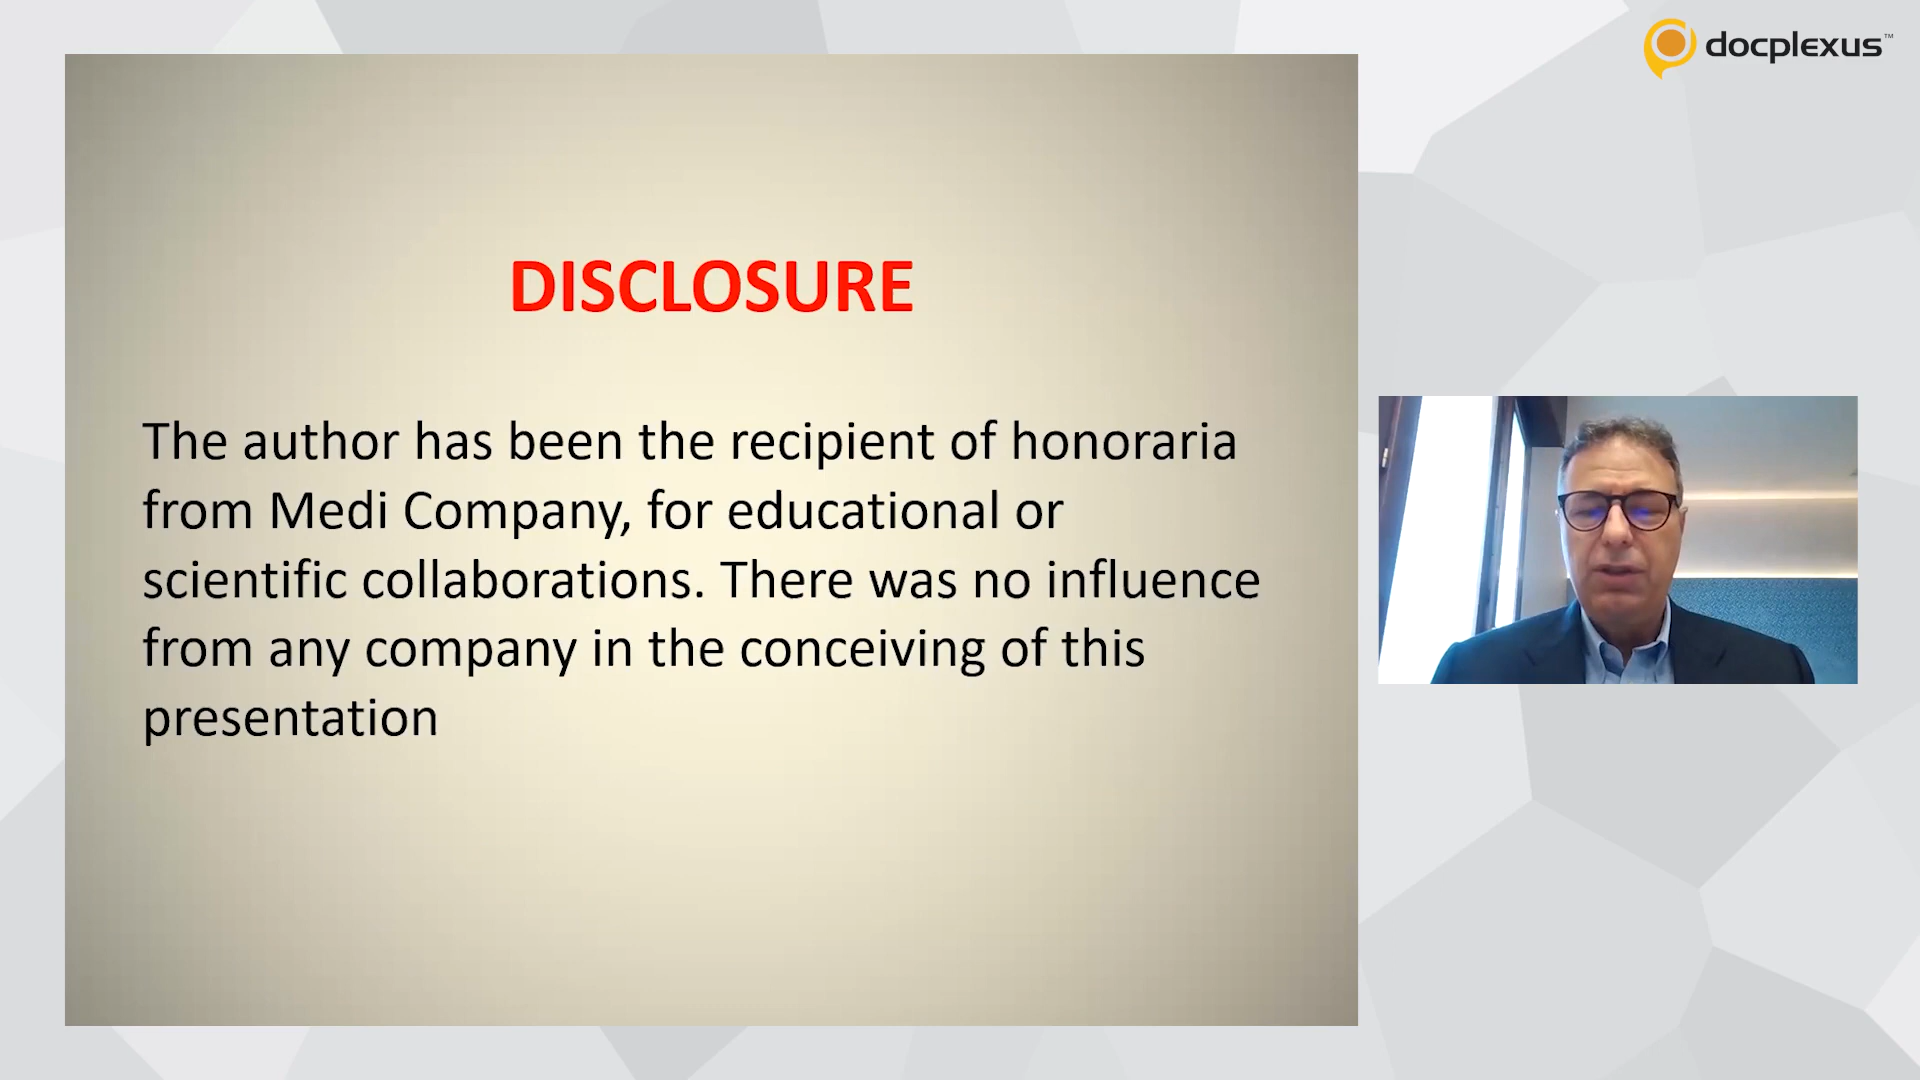 docplexus™
DISCLOSURE
The author has been the recipient of honoraria
from Medi Company, for educational or
scientific collaborations. There was no influence
from any company in the conceiving of this
presentation